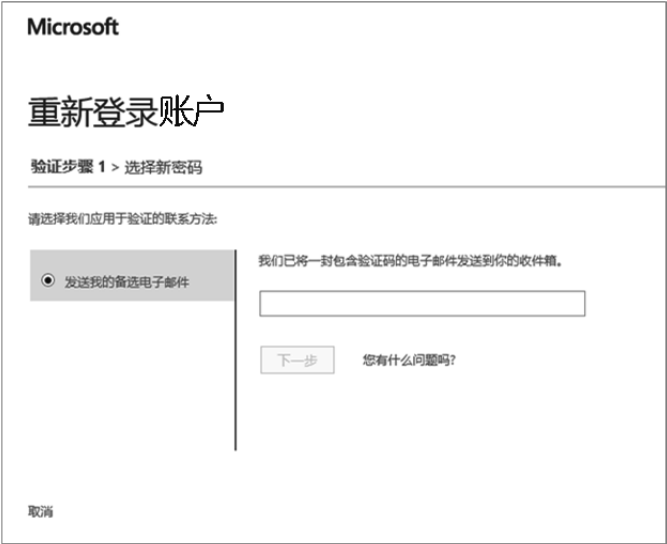 Microsoft
重新登录账户
验证步骤 1 > 选择新密码
请选择我们应用于验证的联系方法:
我们已将一封包含验证码的电子邮件发送到你的收件箱。
发送我的备选电子邮件
下一步 您有什么问题吗?
取消